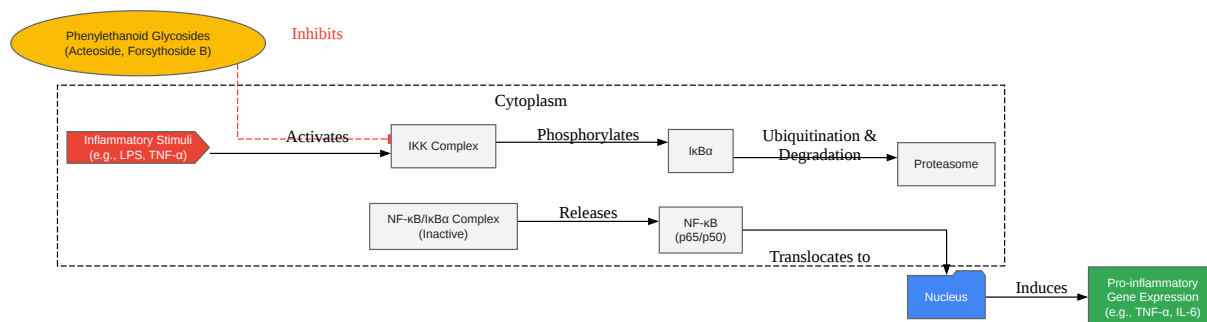 Phenylethanoid Glycosides
(Acteoside, Forsythoside B)
Inhibits
Cytoplasm
Inflammatory Stimuli
(e.g., LPS, TNF-α)
Activates
IKK Complex
Phosphorylates
IκBα
Ubiquitination &
Degradation
Proteasome
NF-κB/IκBα Complex
(Inactive)
Releases
NF-κB
(p65/p50)
Translocates to
Nucleus
Induces
Pro-inflammatory
Gene Expression
(e.g., TNF-α, IL-6)